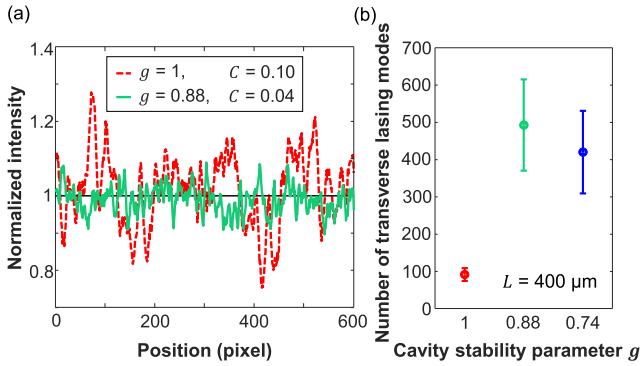 (a)
1.4
1.2
1
0.8
Normalized intensity
g = 1, C = 0.10
g = 0.88, C = 0.04
0 200 400 600
Position (pixel)
(b)
700
600
500
400
300
200
100
0
Number of transverse lasing modes
L = 400 μm
1 0.88 0.74
Cavity stability parameter g